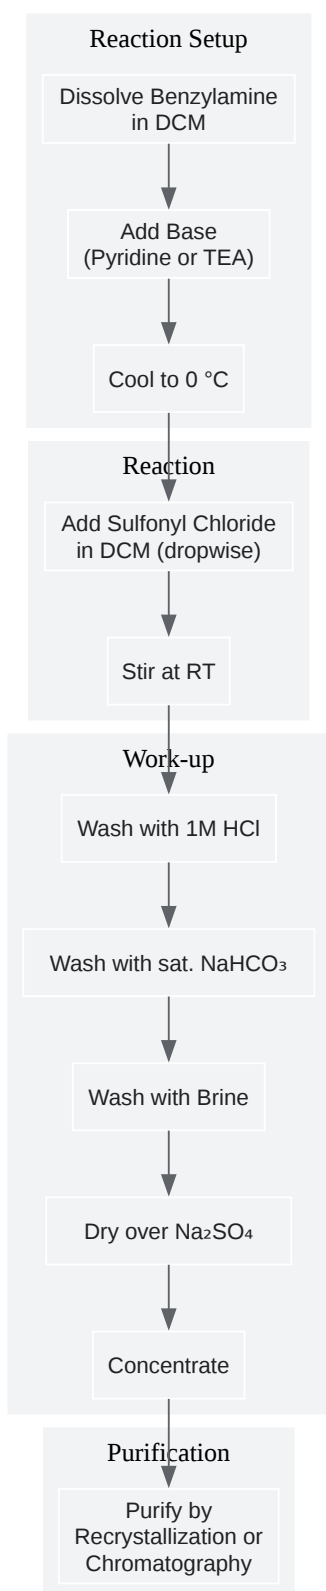 Reaction Setup
Dissolve Benzylamine
in DCM
Add Base
(Pyridine or TEA)
Cool to 0 °C
Reaction
Add Sulfonyl Chloride
in DCM (dropwise)
Stir at RT
Work-up
Wash with 1M HCl
Wash with sat. NaHCO₃
Wash with Brine
Dry over Na₂SO₄
Concentrate
Purification
Purify by
Recrystallization or
Chromatography